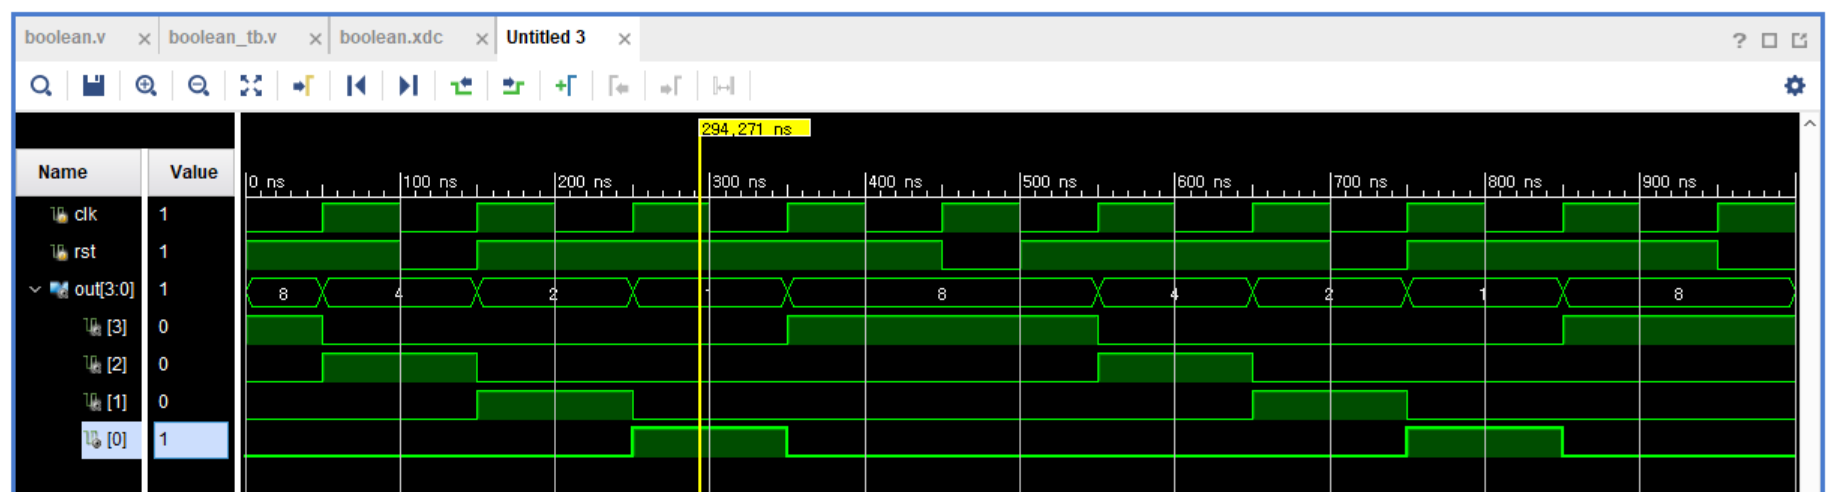 boolean.v × boolean_tb.v × boolean.xdc × Untitled 3 ×
?
294,271 ns
Name Value
0 ns 100 ns 200 ns 300 ns 400 ns 500 ns 600 ns 700 ns 800 ns 900 ns
clk 1
rst 1
out[3:0] 1 8 4 2 1 8 4 2 1 8
[3] 0
[2] 0
[1] 0
[0] 1